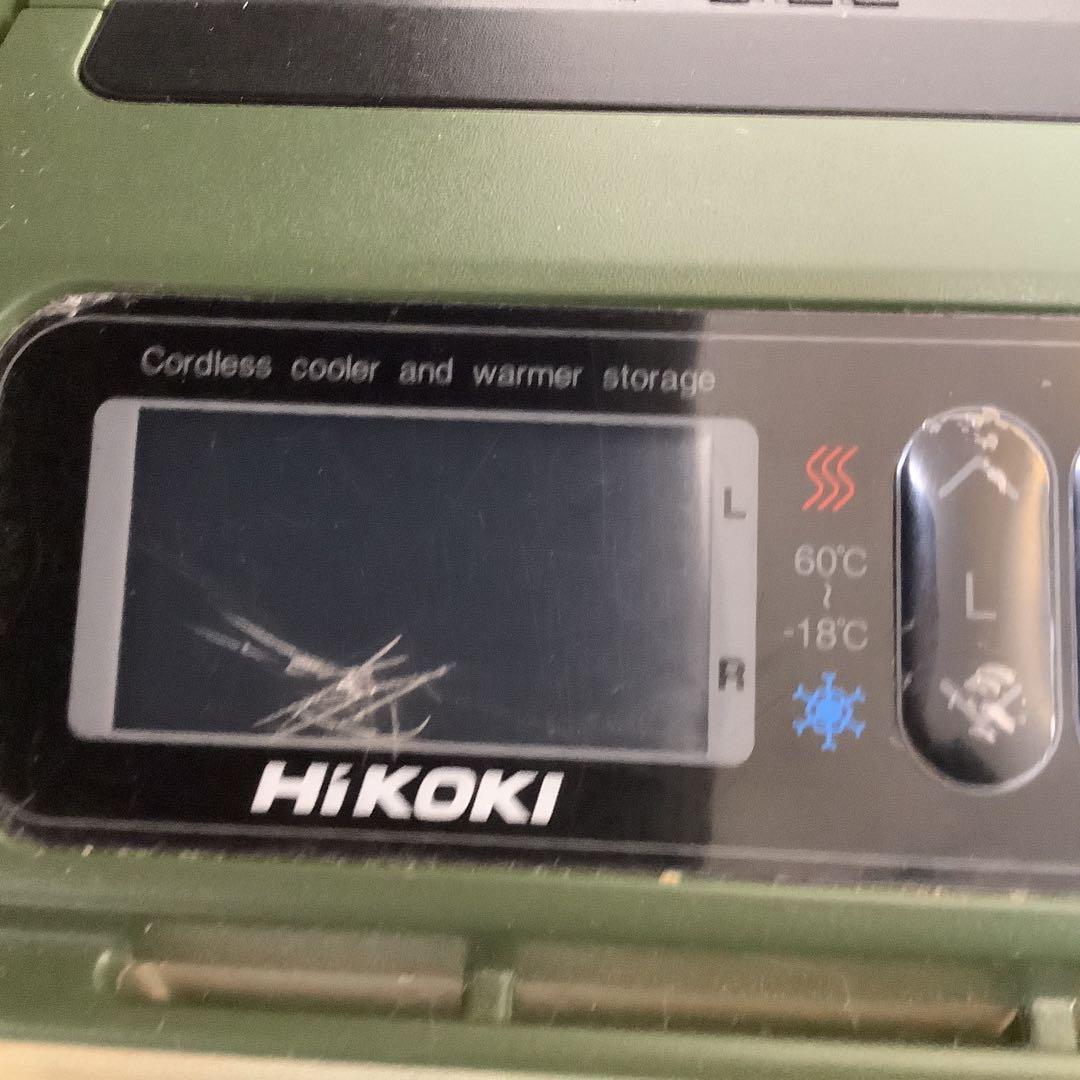 Cordless cooler and warmer storage
L
R
60℃
~
-18℃
L
HiKOKI